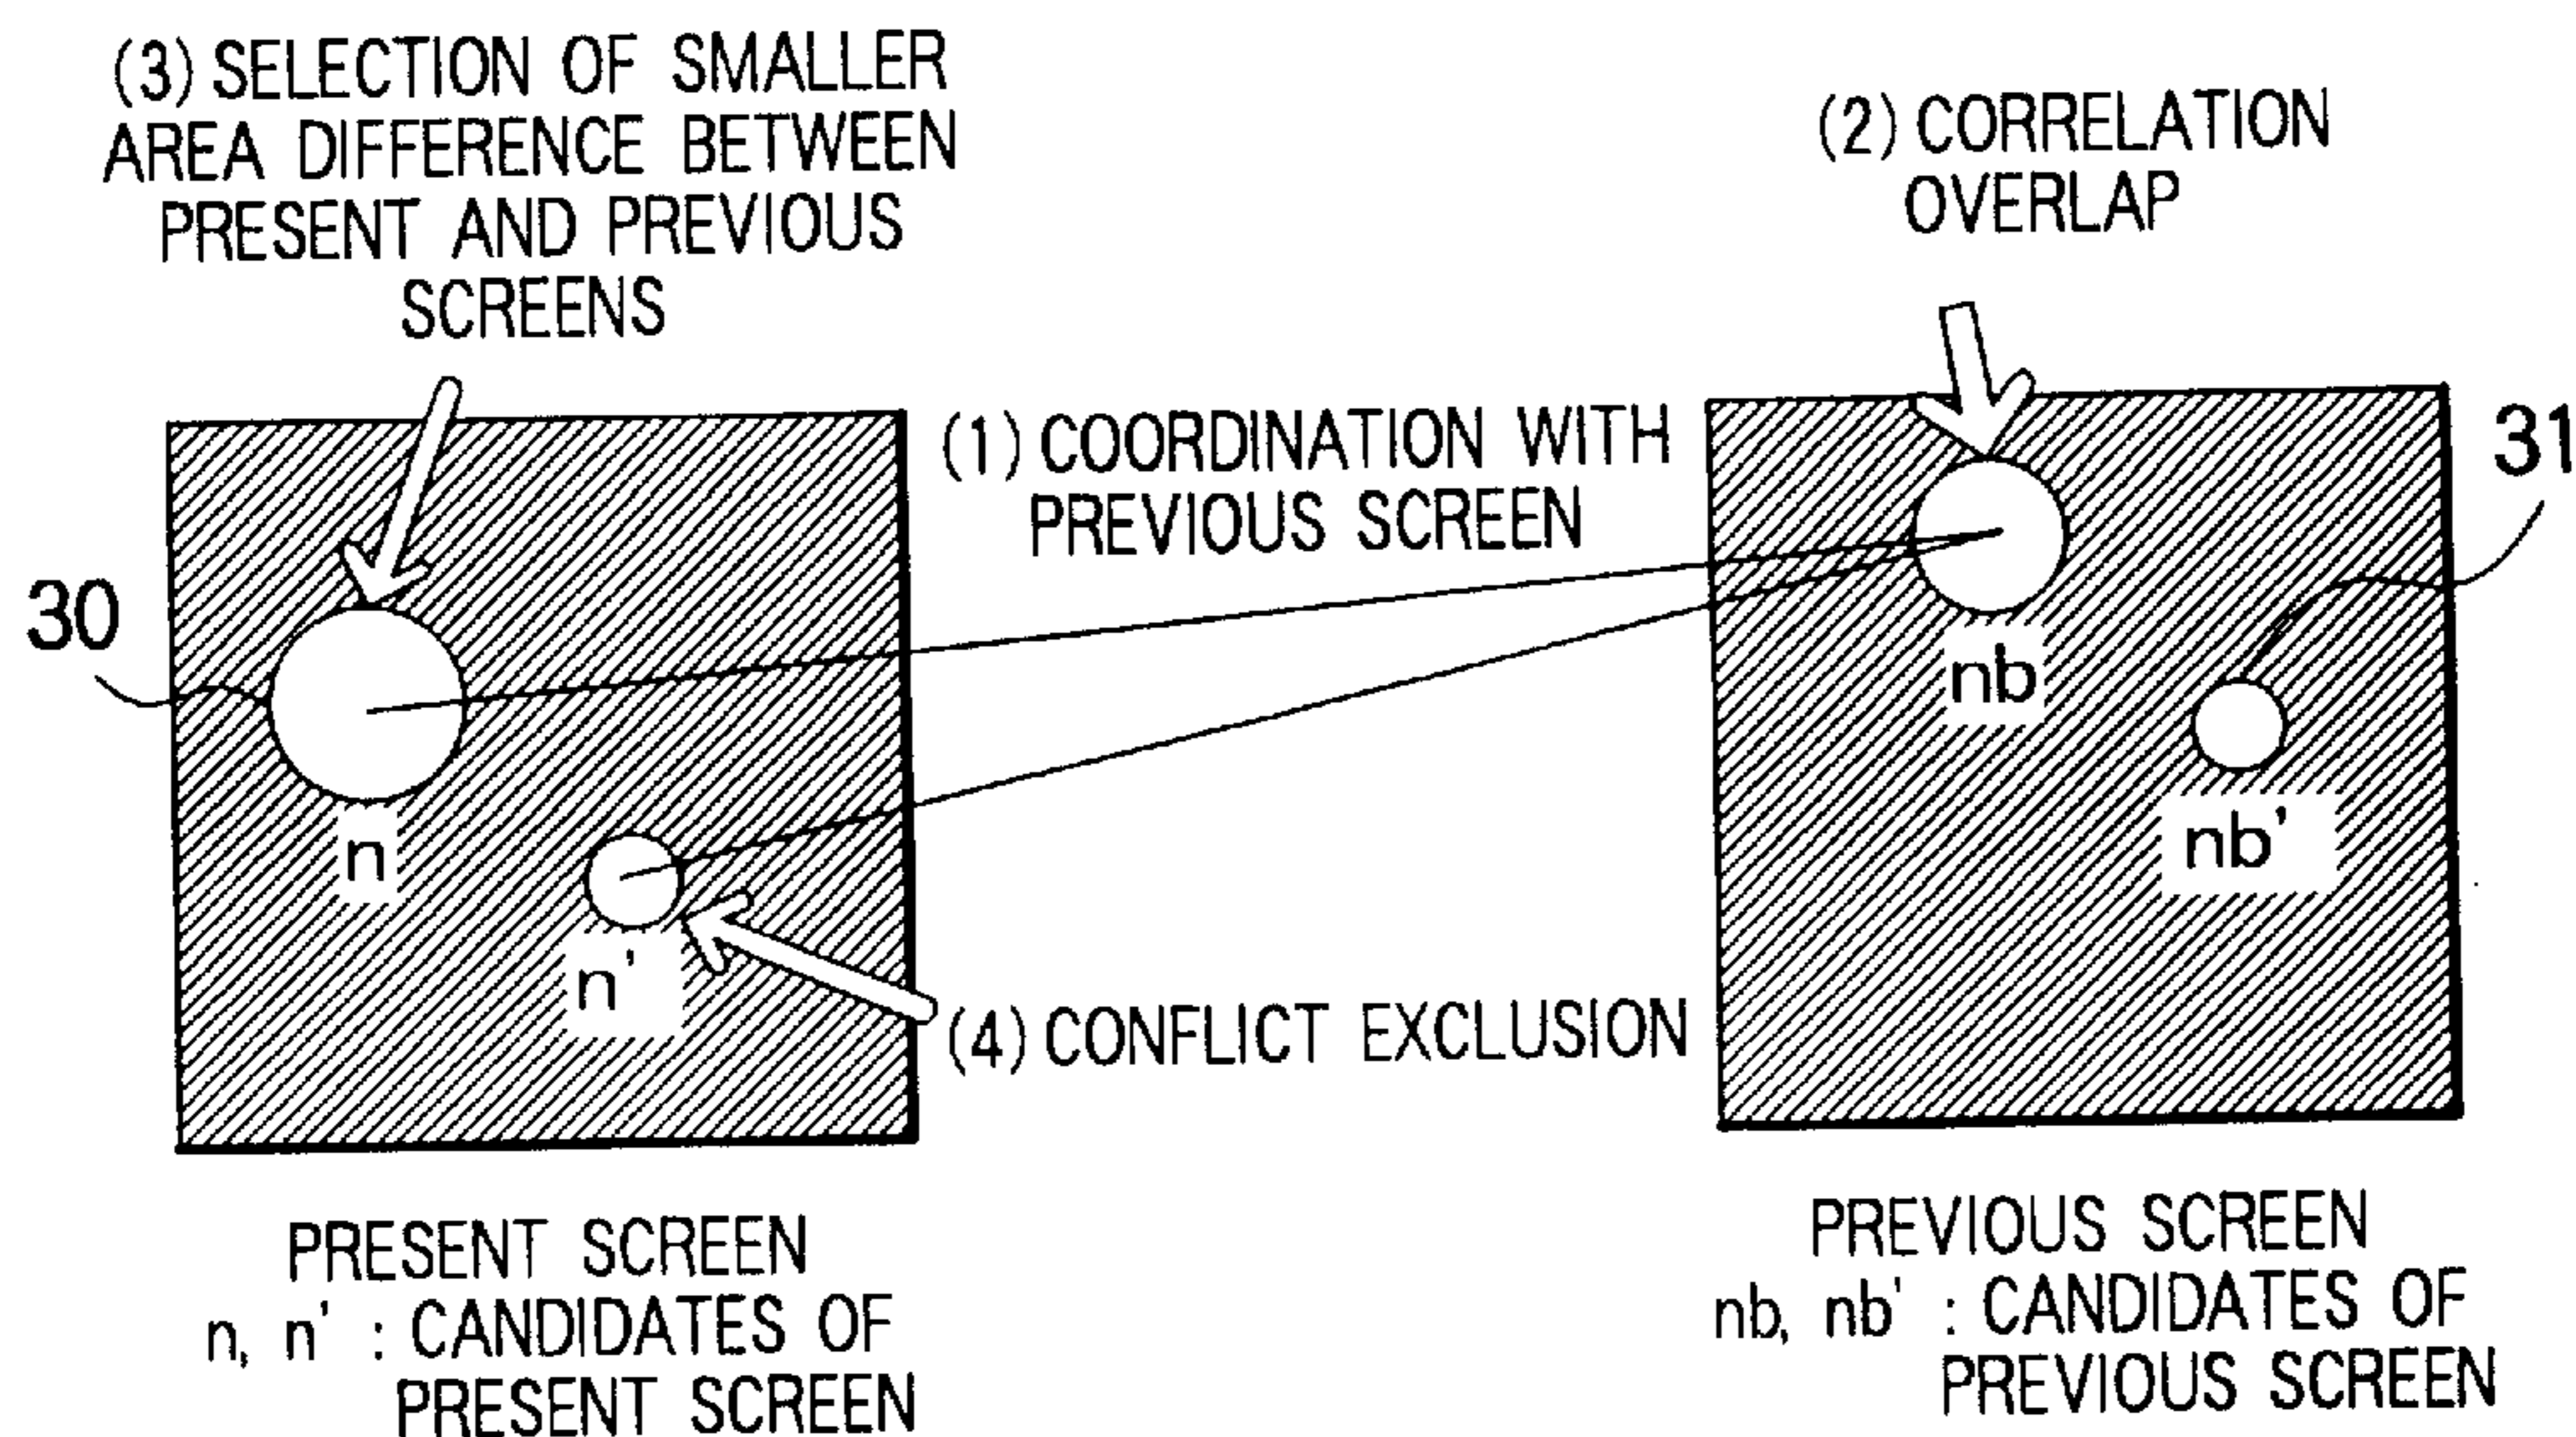 (3) SELECTION OF SMALLER
AREA DIFFERENCE BETWEEN
PRESENT AND PREVIOUS
SCREENS
(2) CORRELATION
OVERLAP
(1) COORDINATION WITH
PREVIOUS SCREEN
31
30
nb
n
nb'
n'
(4) CONFLICT EXCLUSION
PRESENT SCREEN
n, n' : CANDIDATES OF
PRESENT SCREEN
PREVIOUS SCREEN
nb, nb' : CANDIDATES OF
PREVIOUS SCREEN